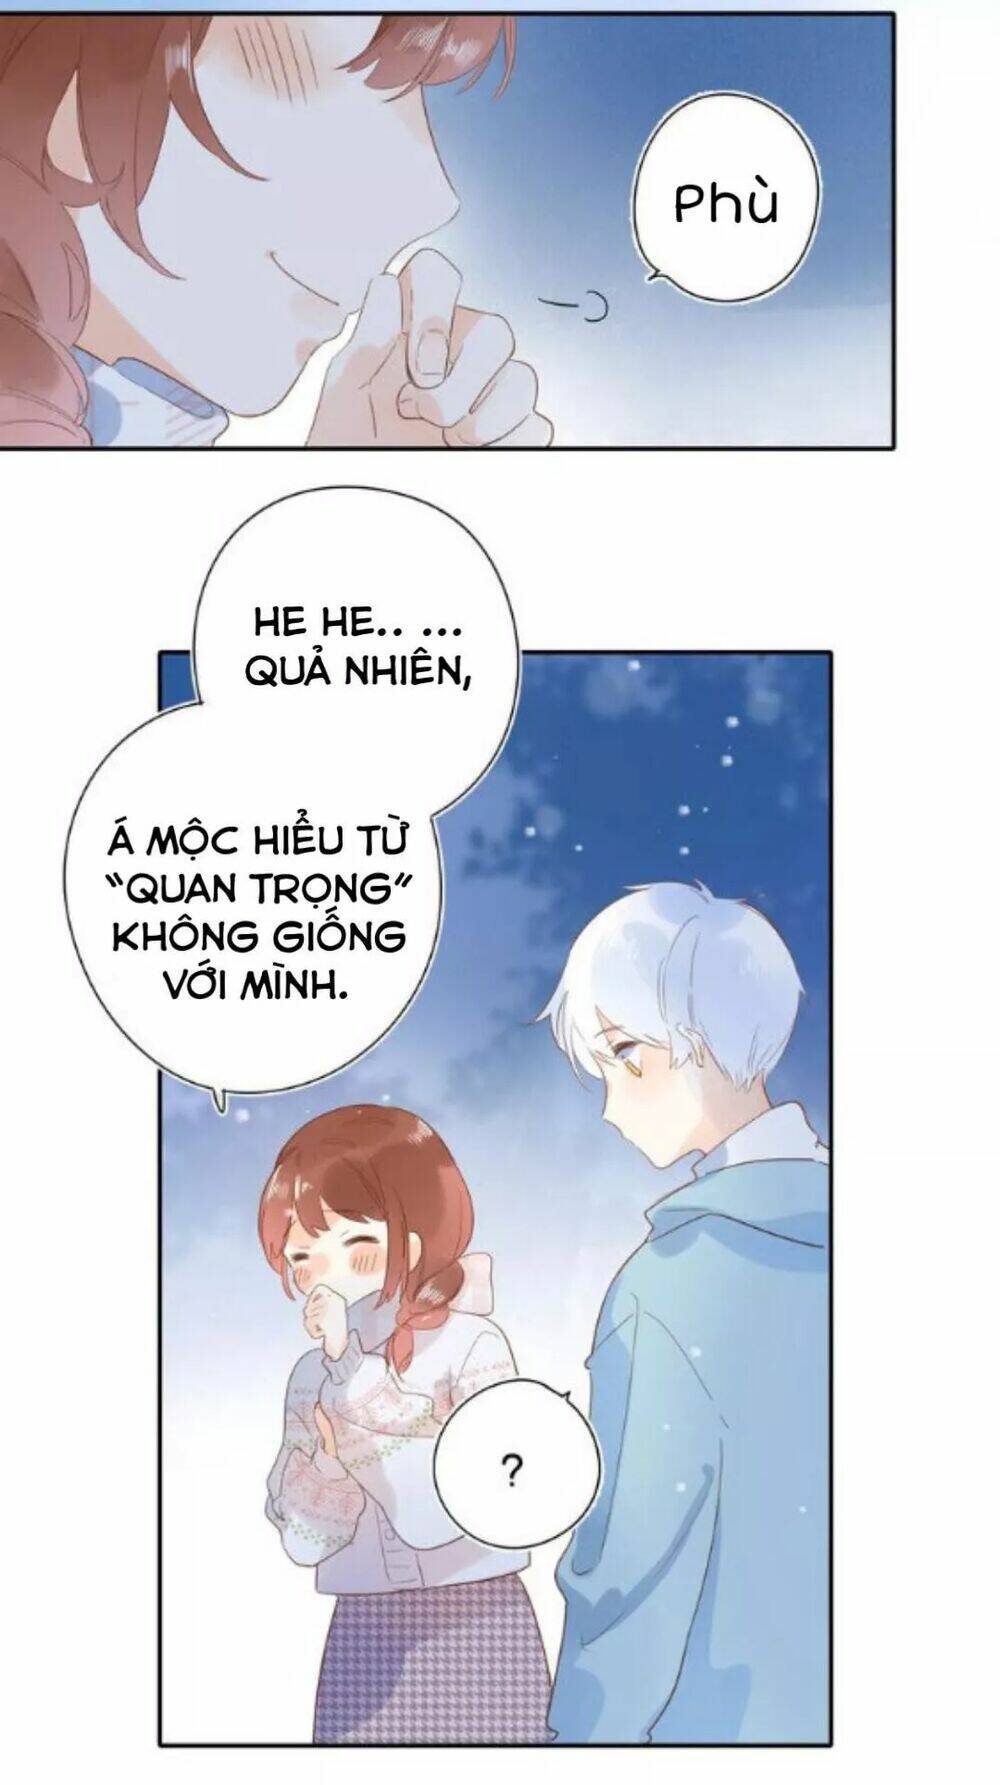 Phù
HE HE.. ...
QUẢ NHIÊN,
Á MỘC HIỂU TỪ
"QUAN TRỌNG"
KHÔNG GIỐNG
VỚI MÌNH.
?